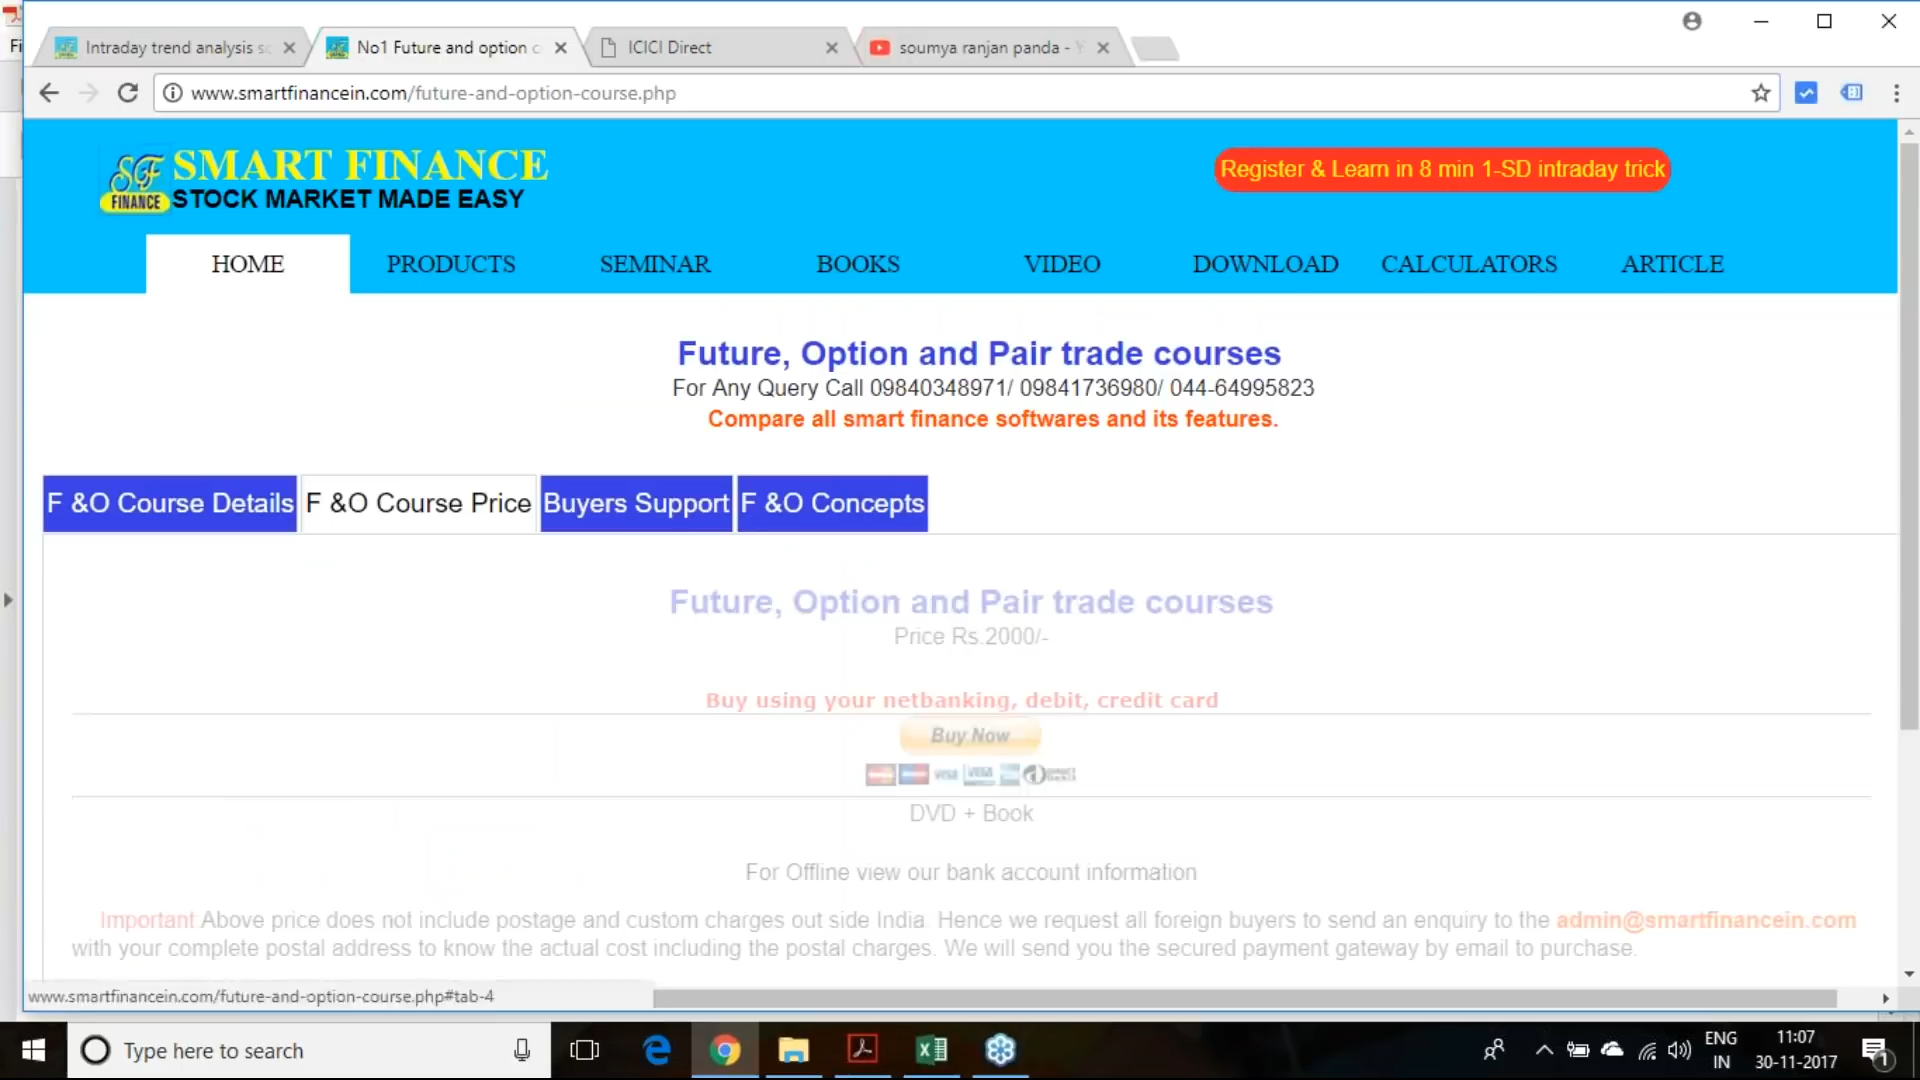 Fi
Intraday trend analysis so
No1 Future and option c
ICICI Direct
soumya ranjan panda - Y
www.smartfinancein.com/future-and-option-course.php
SGF
FINANCE
SMART FINANCE
STOCK MARKET MADE EASY
Register & Learn in 8 min 1-SD intraday trick
HOME
PRODUCTS
SEMINAR
BOOKS
VIDEO
DOWNLOAD
CALCULATORS
ARTICLE
Future, Option and Pair trade courses
For Any Query Call 09840348971/ 09841736980/ 044-64995823
Compare all smart finance softwares and its features.
F &O Course Details
F &O Course Price
Buyers Support
F &O Concepts
Future, Option and Pair trade courses
Price Rs.2000/-
Buy using your netbanking, debit, credit card
Buy Now
VISA
VISA
DVD + Book
For Offline view our bank account information
Important Above price does not include postage and custom charges out side India. Hence we request all foreign buyers to send an enquiry to the admin@smartfinancein.com
with your complete postal address to know the actual cost including the postal charges. We will send you the secured payment gateway by email to purchase.
www.smartfinancein.com/future-and-option-course.php#tab-4
Type here to search
ENG
IN
11:07
30-11-2017
1